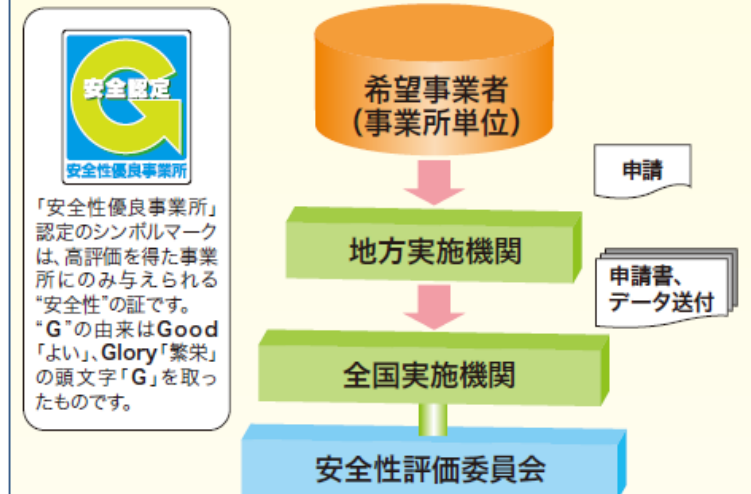 安全認定
安全性優良事業所
「安全性優良事業所」
認定のシンボルマーク
は、高評価を得た事業
所にのみ与えられる
“安全性”の証です。
“G”の由来はGood
「よい」、Glory「繁栄」
の頭文字「G」を取っ
たものです。
希望事業者
(事業所単位)
申請
地方実施機関
申請書、
データ送付
全国実施機関
安全性評価委員会